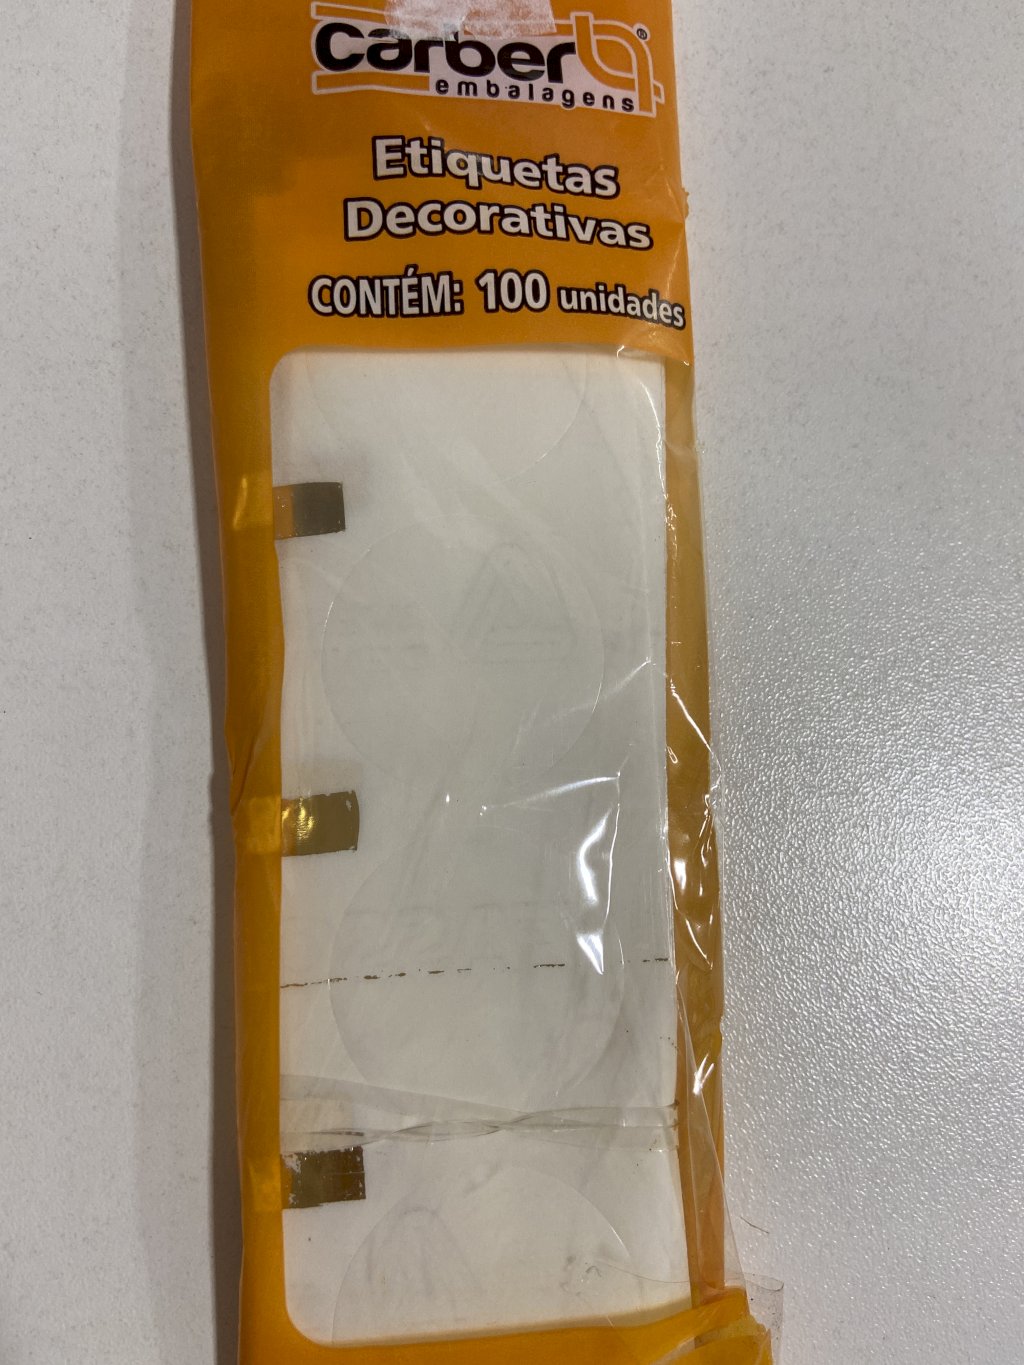 carber
embalagens
Etiquetas
Decorativas
CONTÉM: 100 unidades